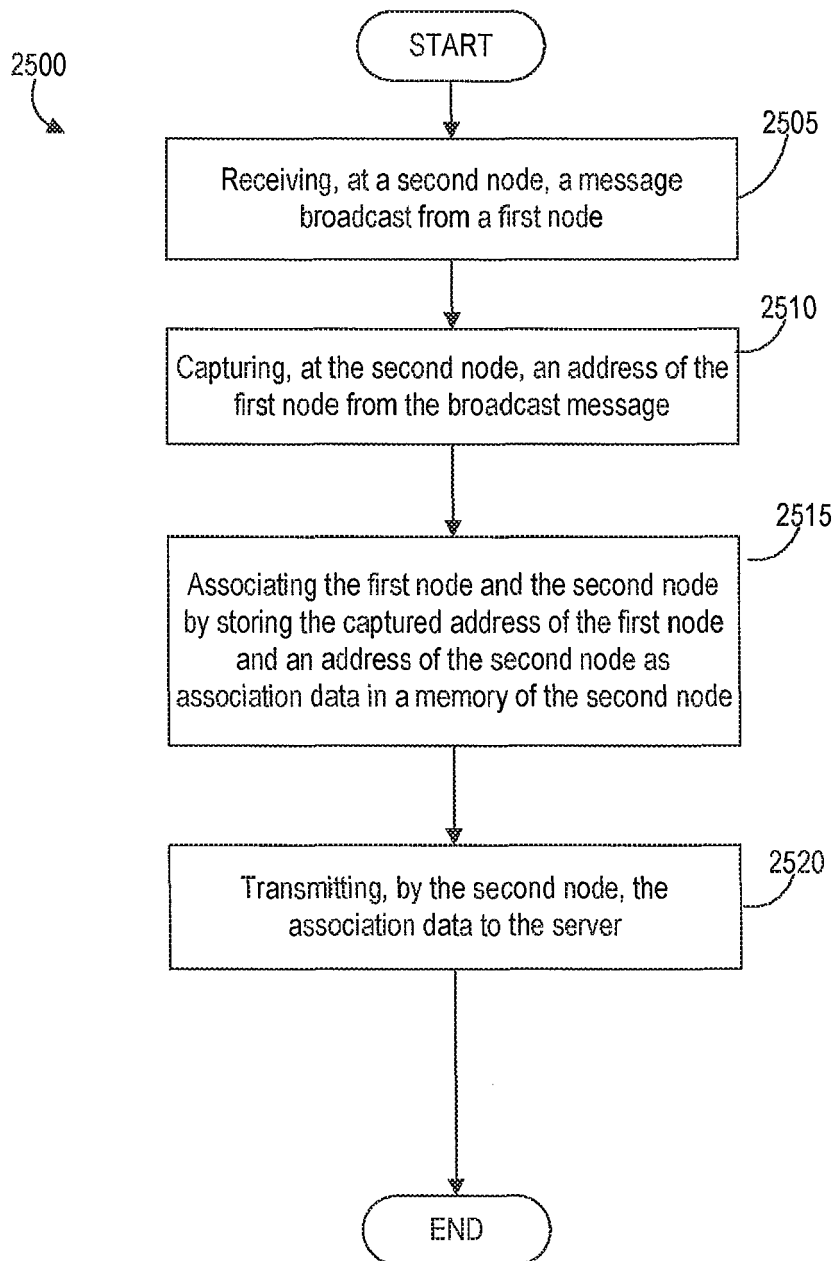 START
2500
2505
Receiving, at a second node, a message
broadcast from a first node
2510
Capturing, at the second node, an address of the
first node from the broadcast message
2515
Associating the first node and the second node
by storing the captured address of the first node
and an address of the second node as
association data in a memory of the second node
2520
Transmitting, by the second node, the
association data to the server
END